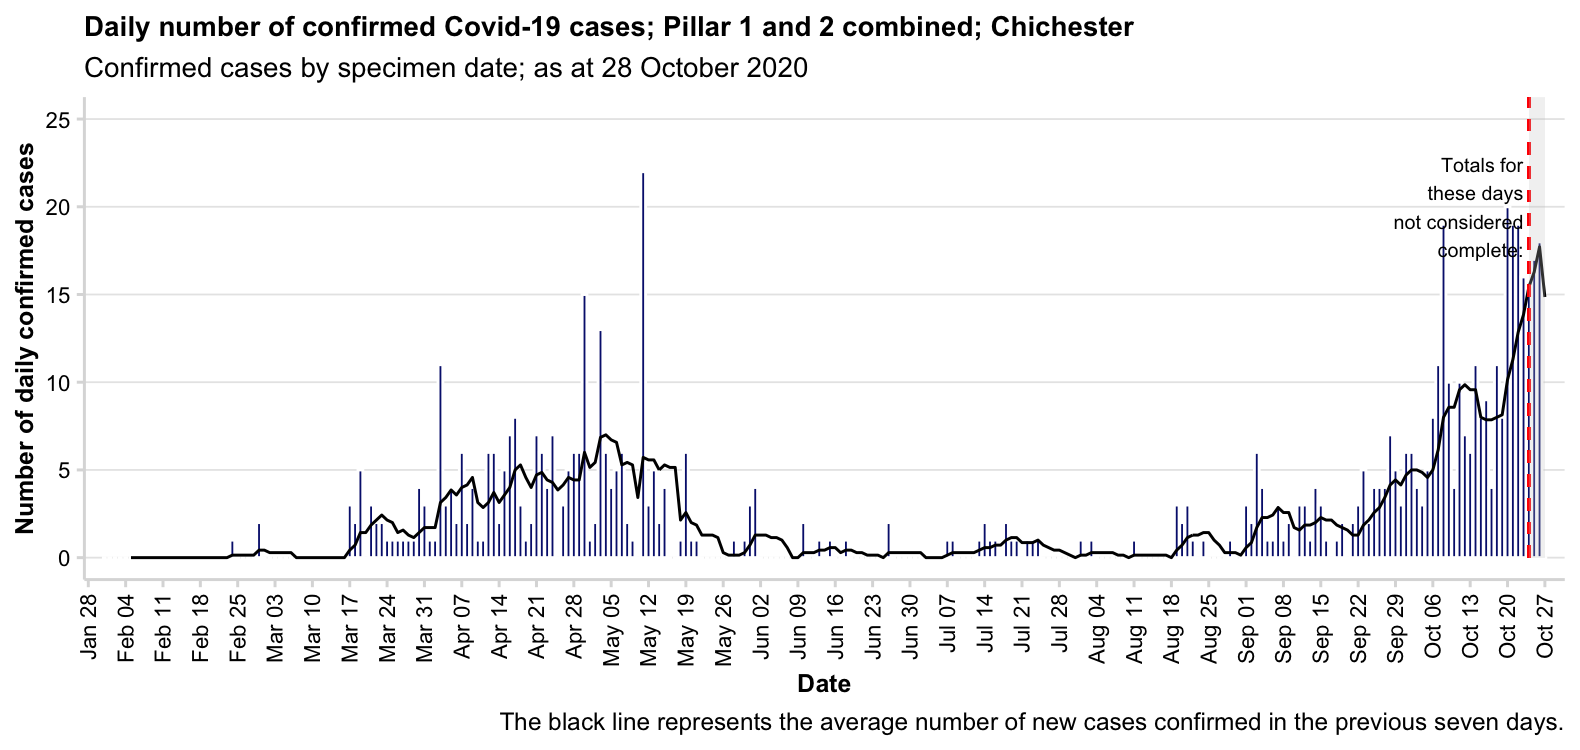 Daily number of confirmed Covid-19 cases; Pillar 1 and 2 combined; Chichester
Confirmed cases by specimen date; as at 28 October 2020
Number of daily confirmed cases
25
20
15
10
5
0
Totals for
these days
not considered
complete:
Jan 28
Feb 04
Feb 11
Feb 18
Feb 25
Mar 03
Mar 10
Mar 17
Mar 24
Mar 31
Apr 07
Apr 14
Apr 21
Apr 28
May 05
May 12
May 19
May 26
Jun 02
Jun 09
Jun 16
Jun 23
Jun 30
Jul 07
Jul 14
Jul 21
Jul 28
Aug 04
Aug 11
Aug 18
Aug 25
Sep 01
Sep 08
Sep 15
Sep 22
Sep 29
Oct 06
Oct 13
Oct 20
Oct 27
Date
The black line represents the average number of new cases confirmed in the previous seven days.